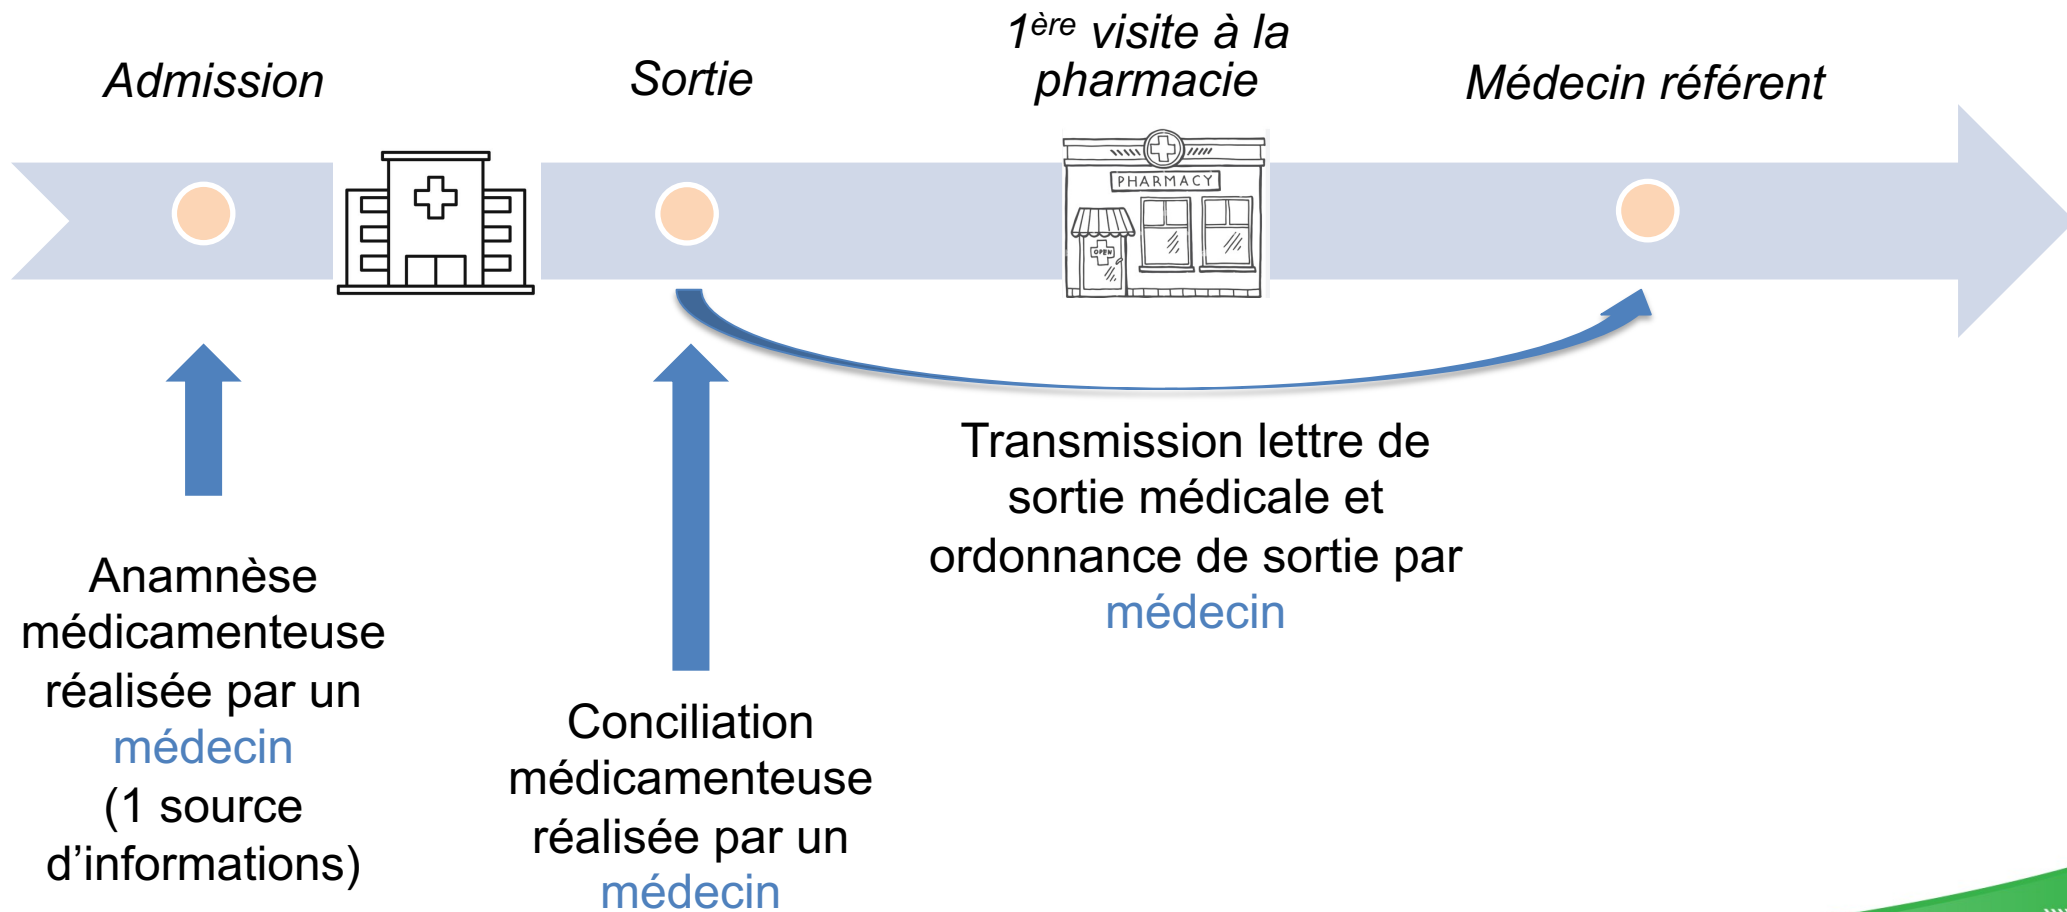 Admission
Sortie
1ère visite à la
pharmacie
Médecin référent
PHARMACY
OPEN
Anamnèse
médicamenteuse
réalisée par un
médecin
(1 source
d’informations)
Conciliation
médicamenteuse
réalisée par un
médecin
Transmission lettre de
sortie médicale et
ordonnance de sortie par
médecin